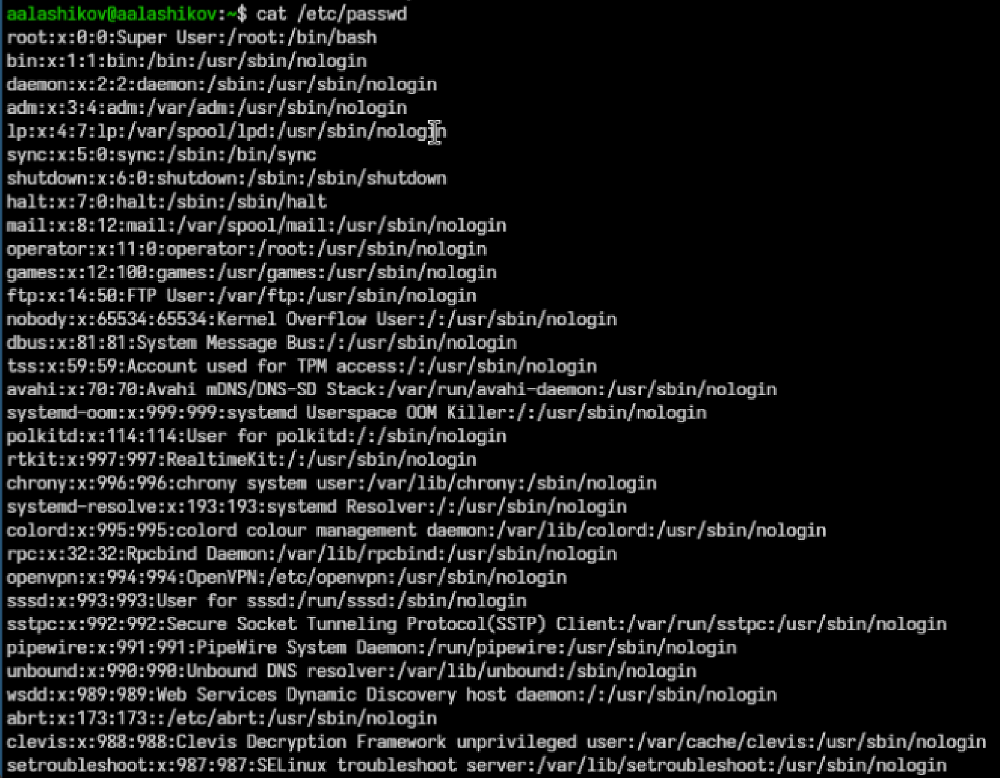 aalashikov@aalashikov:~$ cat /etc/passwd
root:x:0:0:Super User:/root:/bin/bash
bin:x:1:1:bin:/bin:/usr/sbin/nologin
daemon:x:2:2:daemon:/sbin:/usr/sbin/nologin
adm:x:3:4:adm:/var/adm:/usr/sbin/nologin
lp:x:4:7:lp:/var/spool/lpd:/usr/sbin/nologin
sync:x:5:0:sync:/sbin:/bin/sync
shutdown:x:6:0:shutdown:/sbin:/sbin/shutdown
halt:x:7:0:halt:/sbin:/sbin/halt
mail:x:8:12:mail:/var/spool/mail:/usr/sbin/nologin
operator:x:11:0:operator:/root:/usr/sbin/nologin
games:x:12:100:games:/usr/games:/usr/sbin/nologin
ftp:x:14:50:FTP User:/var/ftp:/usr/sbin/nologin
nobody:x:65534:65534:Kernel Overflow User:/:/usr/sbin/nologin
dbus:x:81:81:System Message Bus:/:/usr/sbin/nologin
tss:x:59:59:Account used for TPM access:/:/usr/sbin/nologin
avahi:x:70:70:Avahi mDNS/DNS-SD Stack:/var/run/avahi-daemon:/usr/sbin/nologin
systemd-oom:x:999:999:systemd Userspace OOM Killer:/:/usr/sbin/nologin
polkitd:x:114:114:User for polkitd:/:/sbin/nologin
rtkit:x:997:997:RealtimeKit:/:/usr/sbin/nologin
chrony:x:996:996:chrony system user:/var/lib/chrony:/sbin/nologin
systemd-resolve:x:193:193:systemd Resolver:/:/usr/sbin/nologin
colord:x:995:995:colord colour management daemon:/var/lib/colord:/usr/sbin/nologin
rpc:x:32:32:Rpcbind Daemon:/var/lib/rpcbind:/usr/sbin/nologin
openvpn:x:994:994:OpenVPN:/etc/openvpn:/usr/sbin/nologin
sssd:x:993:993:User for sssd:/run/sssd:/sbin/nologin
sstpc:x:992:992:Secure Socket Tunneling Protocol(SSTP) Client:/var/run/sstpc:/usr/sbin/nologin
pipewire:x:991:991:PipeWire System Daemon:/run/pipewire:/usr/sbin/nologin
unbound:x:990:990:Unbound DNS resolver:/var/lib/unbound:/sbin/nologin
wsdd:x:989:989:Web Services Dynamic Discovery host daemon:/:/usr/sbin/nologin
abrt:x:173:173::/etc/abrt:/usr/sbin/nologin
clevis:x:988:988:Clevis Decryption Framework unprivileged user:/var/cache/clevis:/usr/sbin/nologin
setroubleshoot:x:987:987:SELinux troubleshoot server:/var/lib/setroubleshoot:/usr/sbin/nologin